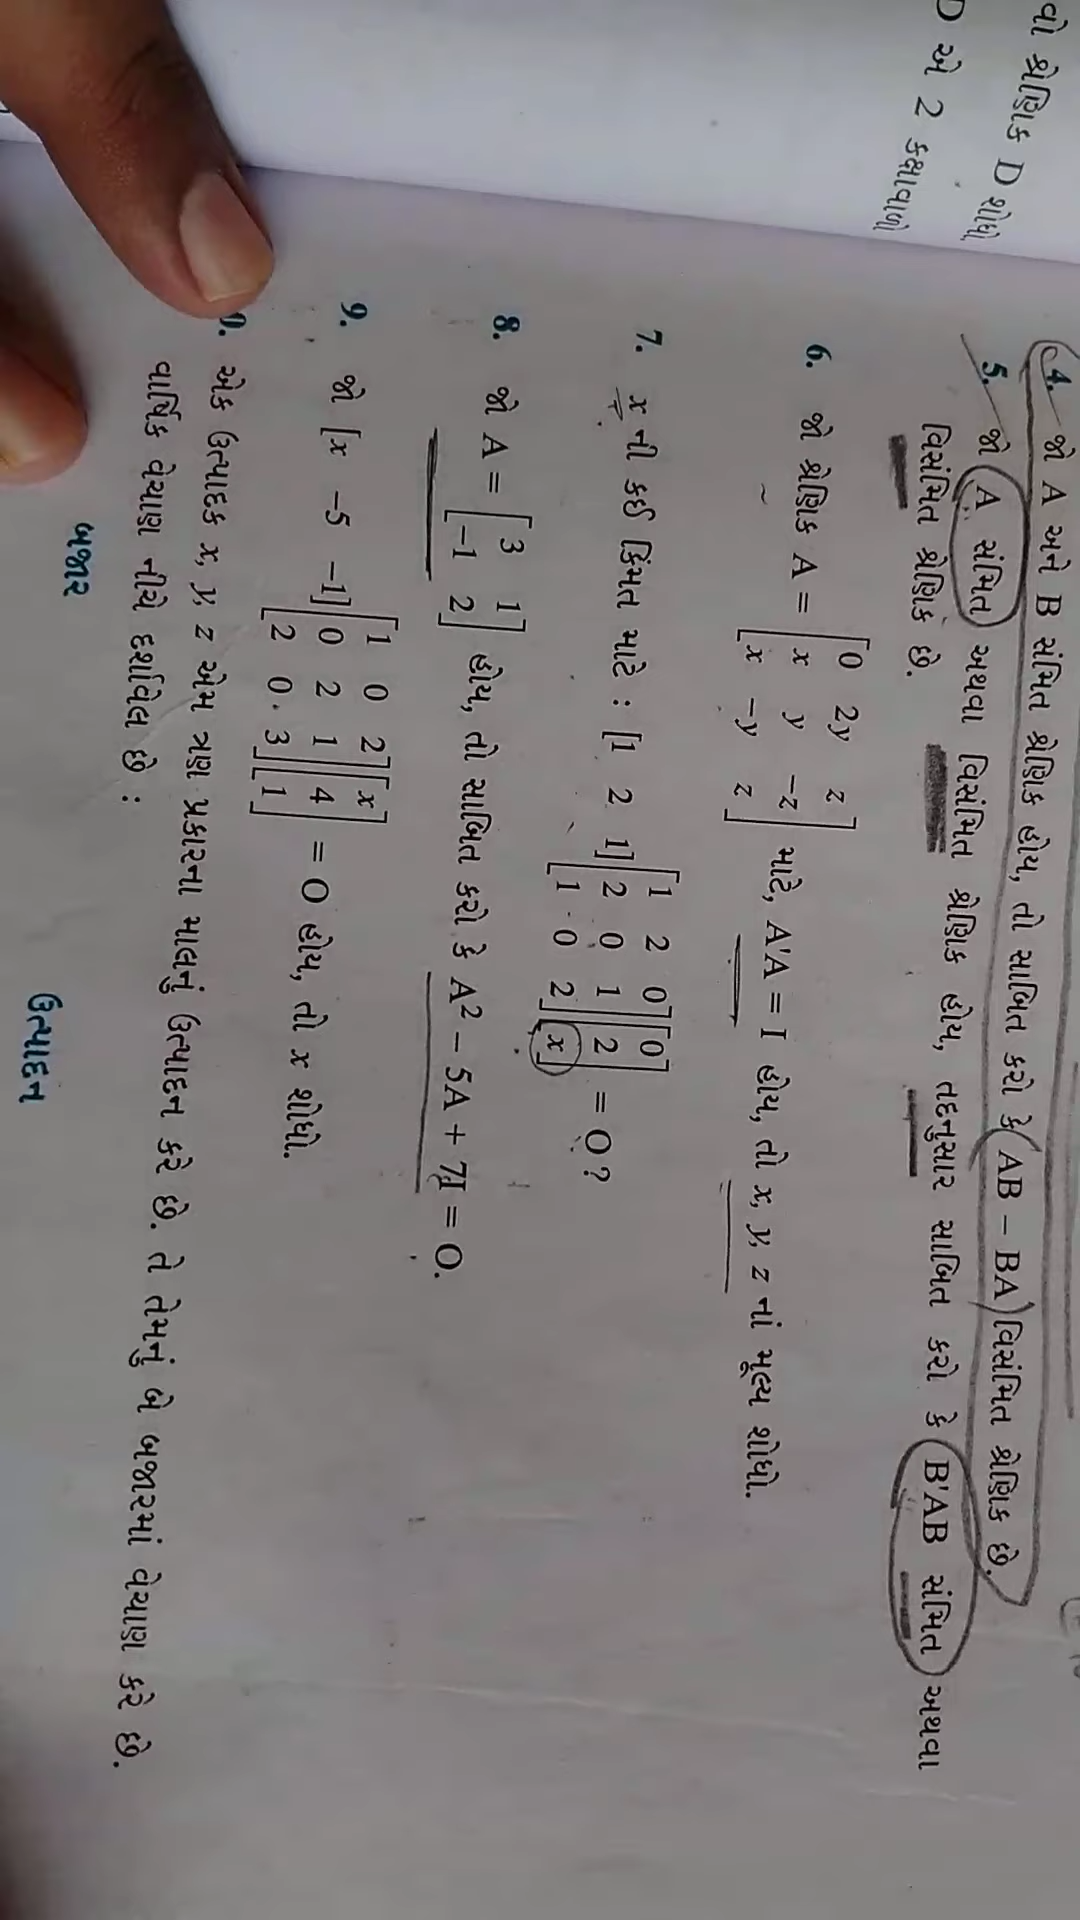 વો શ્રેણિક D શોધો
D એ 2 કક્ષાવાળો
4. જો A અને B સંમિત શ્રેણિક હોય, તો સાબિત કરો કે (AB – BA) વિસંમિત શ્રેણિક છે.
5. જો A સંમિત અથવા વિસંમિત શ્રેણિક હોય, તદનુસાર સાબિત કરો કે B'AB સંમિત અથવા
વિસંમિત શ્રેણિક છે.
6. જો શ્રેણિક A = [0 2y z; x y –z; x –y z] માટે, A'A = I હોય, તો x, y, z નાં મૂલ્ય શોધો.
7. x ની કઈ કિંમત માટે : [1 2 1] [1 2 0; 2 0 1; 1 0 2] [0; 2; x] = O ?
8. જો A = [3 1; –1 2] હોય, તો સાબિત કરો કે A² – 5A + 7I = O.
9. જો [x –5 –1] [1 0 2; 0 2 1; 2 0 3] [x; 4; 1] = O હોય, તો x શોધો.
0. એક ઉત્પાદક x, y, z એમ ત્રણ પ્રકારના માલનું ઉત્પાદન કરે છે. તે તેમનું બે બજારમાં વેચાણ કરે છે.
વાર્ષિક વેચાણ નીચે દર્શાવેલ છે :
બજાર ઉત્પાદન